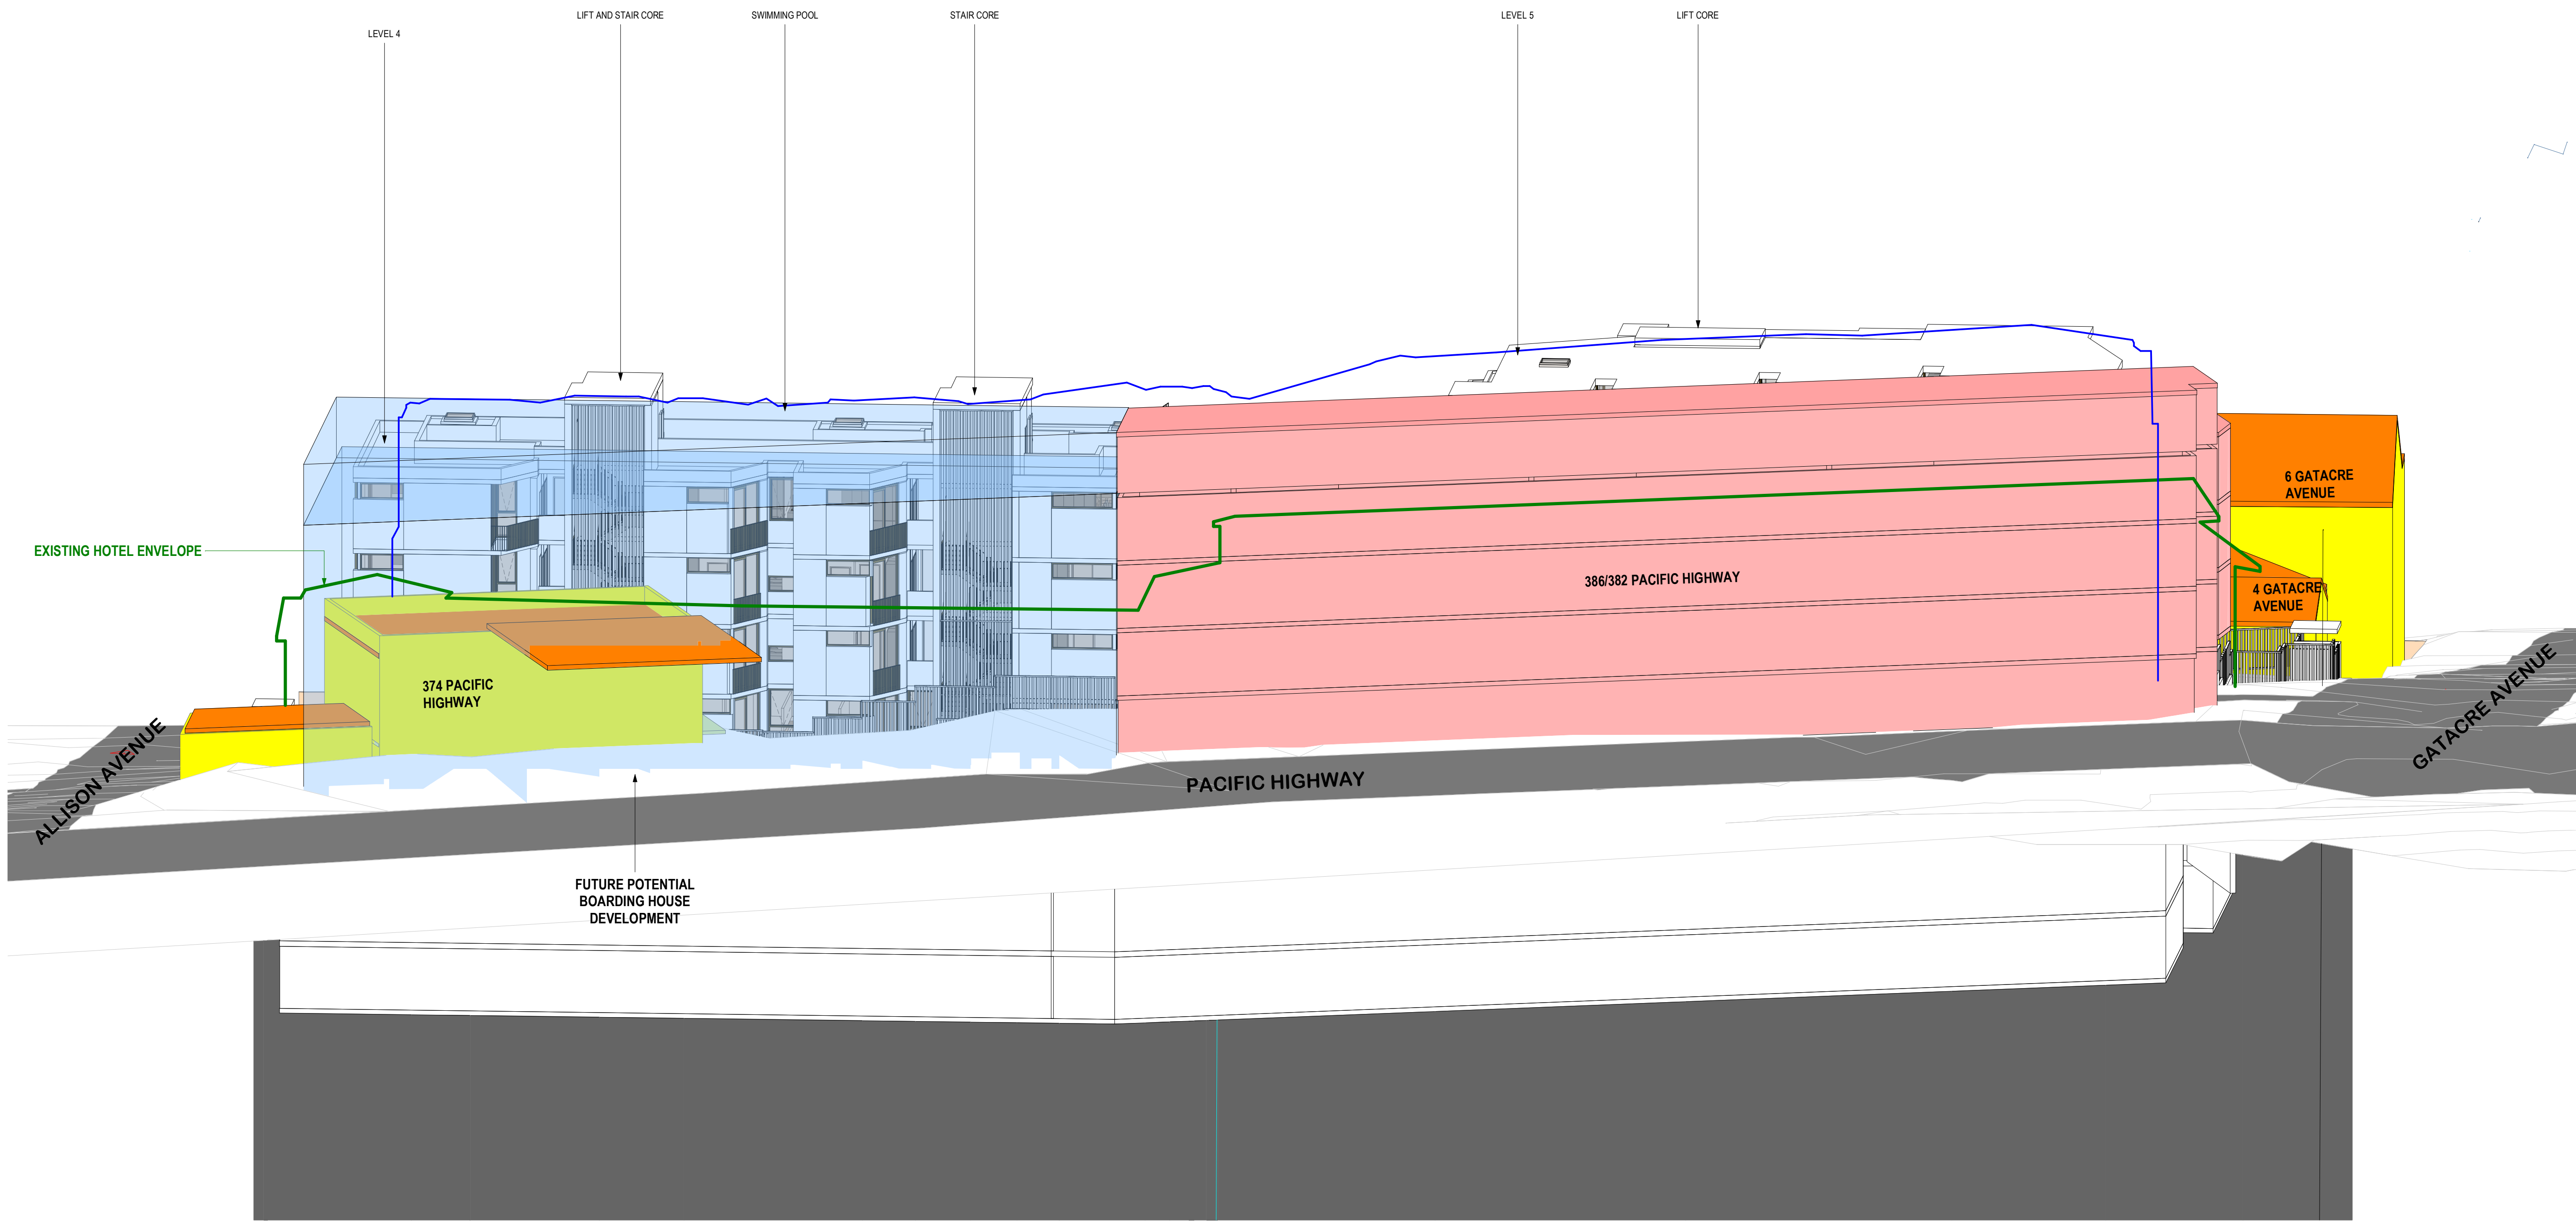 LEVEL 4
LIFT AND STAIR CORE
SWIMMING POOL
STAIR CORE
LEVEL 5
LIFT CORE
6 GATACRE
AVENUE
EXISTING HOTEL ENVELOPE
386/382 PACIFIC HIGHWAY
4 GATACRE
AVENUE
374 PACIFIC
HIGHWAY
ALLISON AVENUE
PACIFIC HIGHWAY
GATACRE AVENUE
FUTURE POTENTIAL
BOARDING HOUSE
DEVELOPMENT